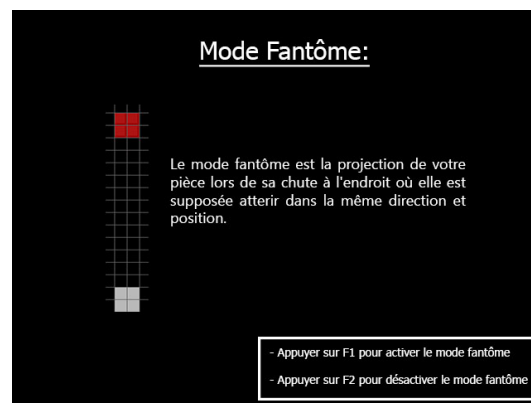 Mode Fantôme:
Le mode fantôme est la projection de votre
pièce lors de sa chute à l'endroit où elle est
supposée atterir dans la même direction et
position.
- Appuyer sur F1 pour activer le mode fantôme
- Appuyer sur F2 pour désactiver le mode fantôme